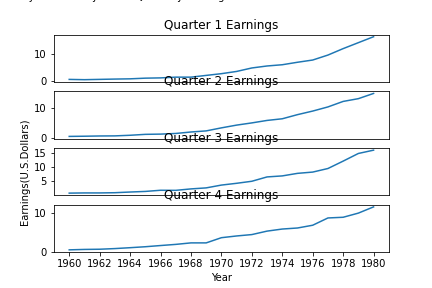 Quarter 1 Earnings
10
0
Quarter 2 Earnings
10
0
Quarter 3 Earnings
15
10
5
Quarter 4 Earnings
10
0
Earnings(U.S.Dollars)
1960 1962 1964 1966 1968 1970 1972 1974 1976 1978 1980
Year